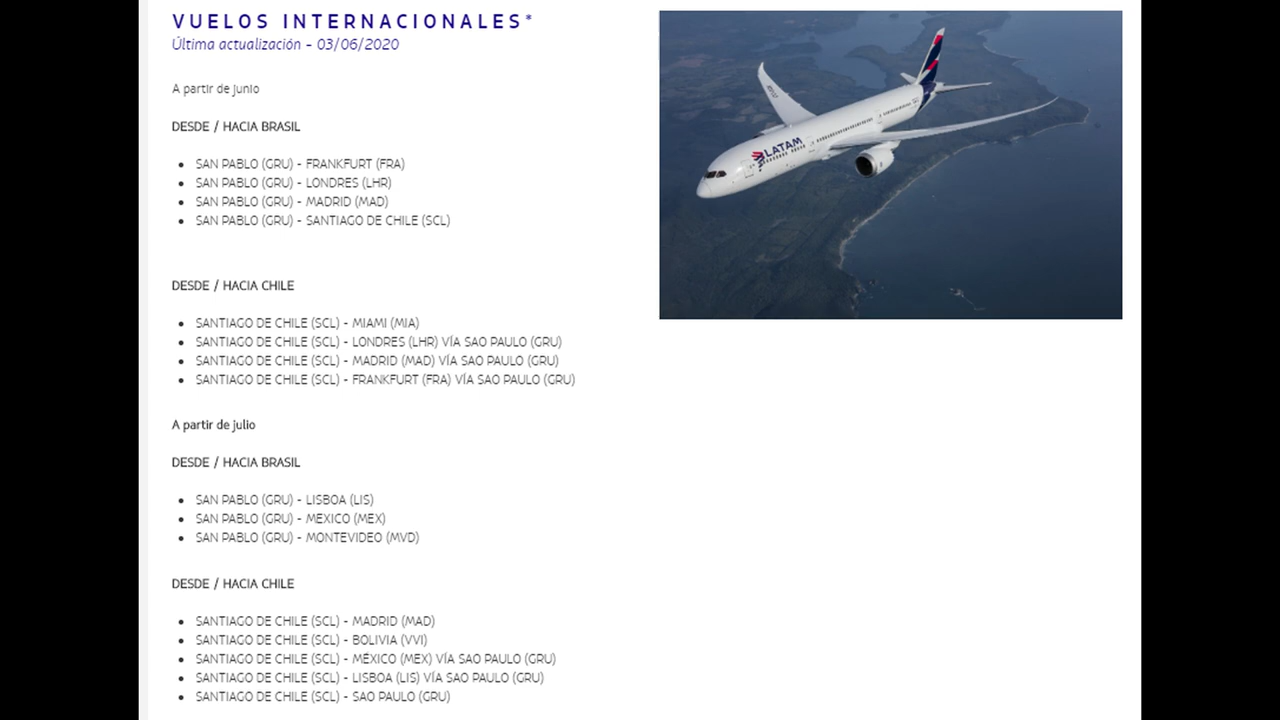 VUELOS INTERNACIONALES*
Última actualización - 03/06/2020
A partir de junio
DESDE / HACIA BRASIL
• SAN PABLO (GRU) - FRANKFURT (FRA)
• SAN PABLO (GRU) - LONDRES (LHR)
• SAN PABLO (GRU) - MADRID (MAD)
• SAN PABLO (GRU) - SANTIAGO DE CHILE (SCL)
DESDE / HACIA CHILE
• SANTIAGO DE CHILE (SCL) - MIAMI (MIA)
• SANTIAGO DE CHILE (SCL) - LONDRES (LHR) VÍA SAO PAULO (GRU)
• SANTIAGO DE CHILE (SCL) - MADRID (MAD) VÍA SAO PAULO (GRU)
• SANTIAGO DE CHILE (SCL) - FRANKFURT (FRA) VÍA SAO PAULO (GRU)
A partir de julio
DESDE / HACIA BRASIL
• SAN PABLO (GRU) - LISBOA (LIS)
• SAN PABLO (GRU) - MEXICO (MEX)
• SAN PABLO (GRU) - MONTEVIDEO (MVD)
DESDE / HACIA CHILE
• SANTIAGO DE CHILE (SCL) - MADRID (MAD)
• SANTIAGO DE CHILE (SCL) - BOLIVIA (VVI)
• SANTIAGO DE CHILE (SCL) - MÉXICO (MEX) VÍA SAO PAULO (GRU)
• SANTIAGO DE CHILE (SCL) - LISBOA (LIS) VÍA SAO PAULO (GRU)
• SANTIAGO DE CHILE (SCL) - SAO PAULO (GRU)
LATAM